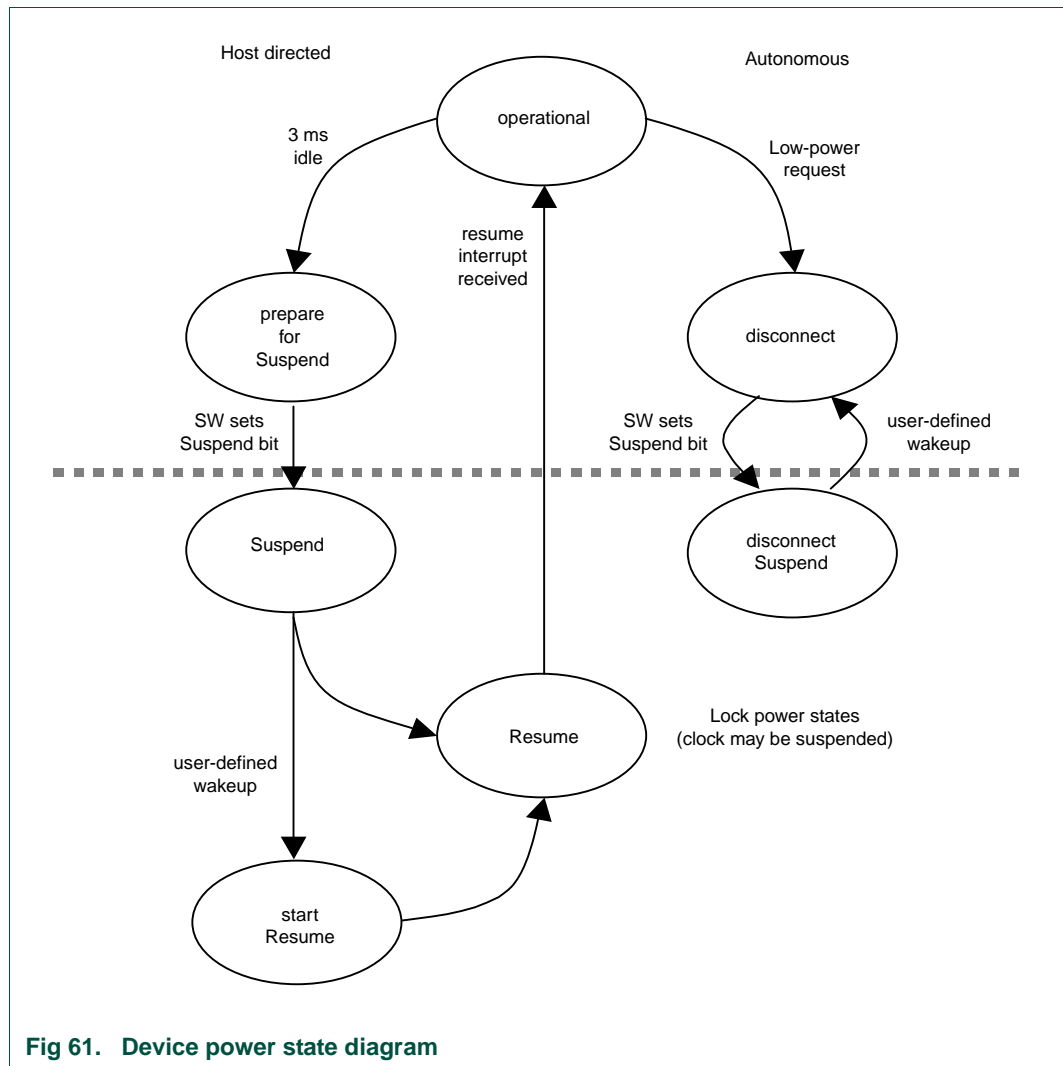 Host directed
Autonomous
operational
3 ms
idle
Low-power
request
resume
interrupt
received
prepare
for
Suspend
disconnect
SW sets
Suspend bit
SW sets
Suspend bit
user-defined
wakeup
Suspend
disconnect
Suspend
Resume
Lock power states
(clock may be suspended)
user-defined
wakeup
start
Resume
Fig 61. Device power state diagram